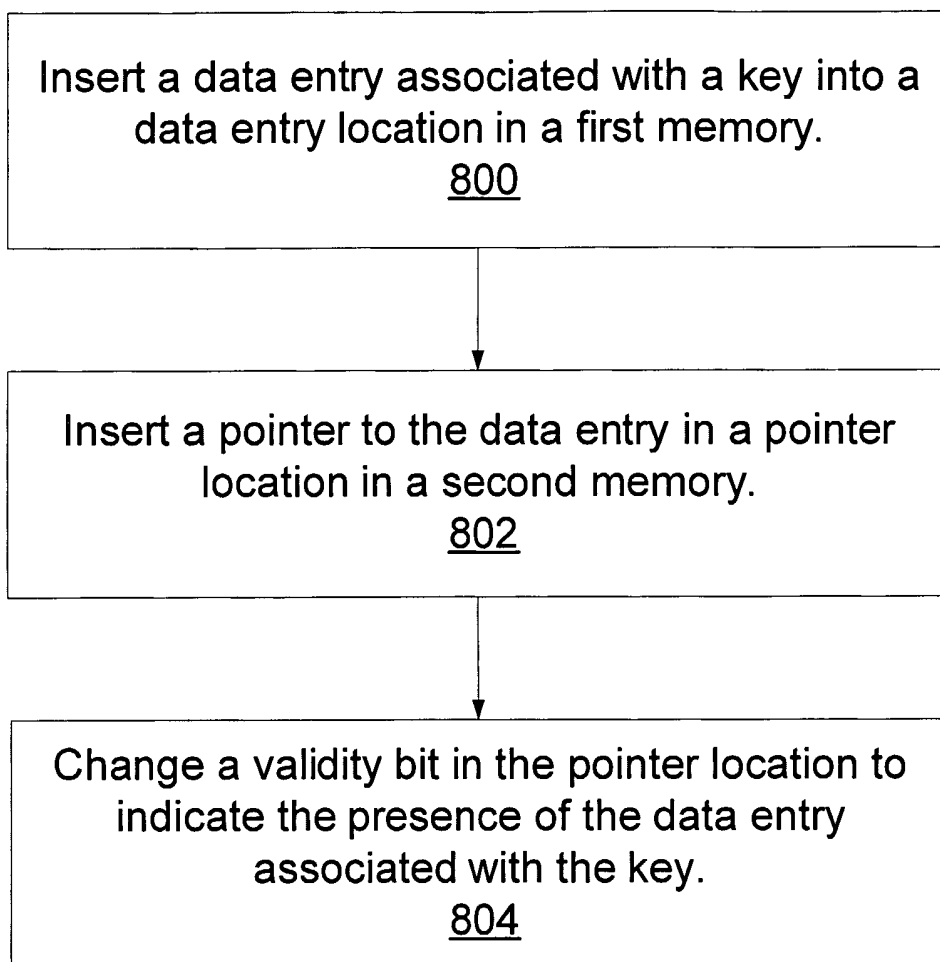 Insert a data entry associated with a key into a
data entry location in a first memory.
800
Insert a pointer to the data entry in a pointer
location in a second memory.
802
Change a validity bit in the pointer location to
indicate the presence of the data entry
associated with the key.
804